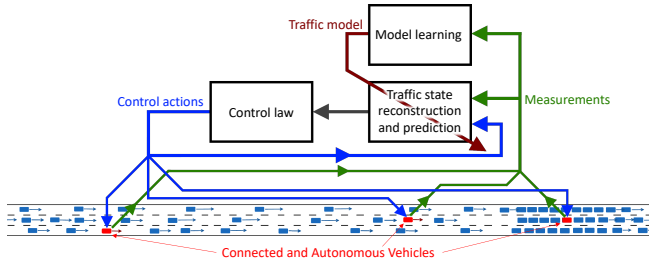 Traffic model
Model learning
Control actions
Control law
Traffic state
reconstruction
and prediction
Measurements
Connected and Autonomous Vehicles